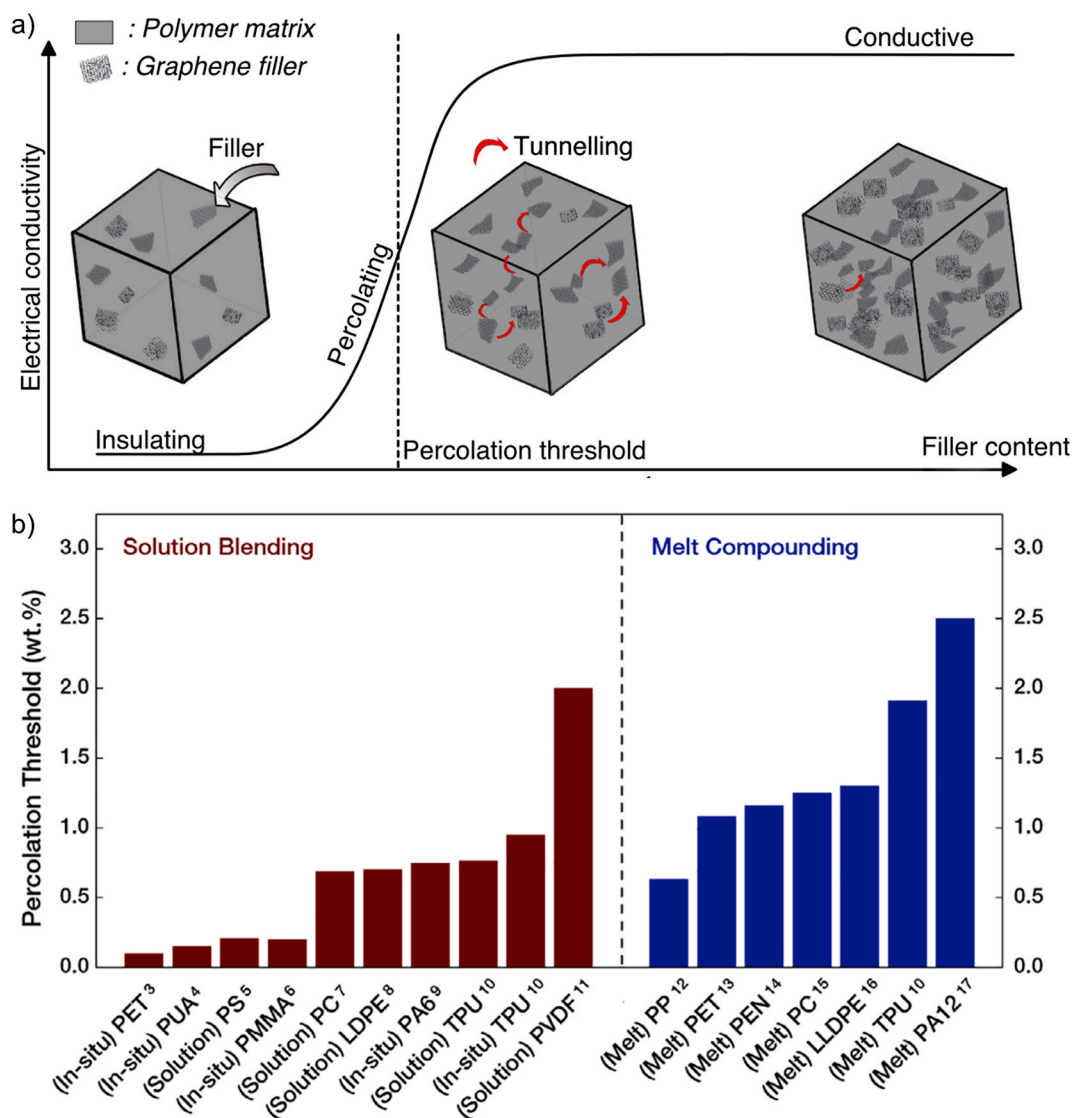 a)
: Polymer matrix
: Graphene filler
Electrical conductivity
Filler
Insulating
Percolating
Tunnelling
Conductive
Percolation threshold
Filler content
b)
Solution Blending
Melt Compounding
Percolation Threshold (wt.%)
3.0
2.5
2.0
1.5
1.0
0.5
0.0
3.0
2.5
2.0
1.5
1.0
0.5
0.0
(In-situ) PET 3
(In-situ) PUA 4
(Solution) PS 5
(In-situ) PMMA 6
(Solution) PC 7
(Solution) LDPE 8
(In-situ) PA6 9
(Solution) TPU 10
(In-situ) TPU 10
(Solution) PVDF 11
(Melt) PP 12
(Melt) PET 13
(Melt) PEN 14
(Melt) PC 15
(Melt) LLDPE 16
(Melt) TPU 10
(Melt) PA12 17